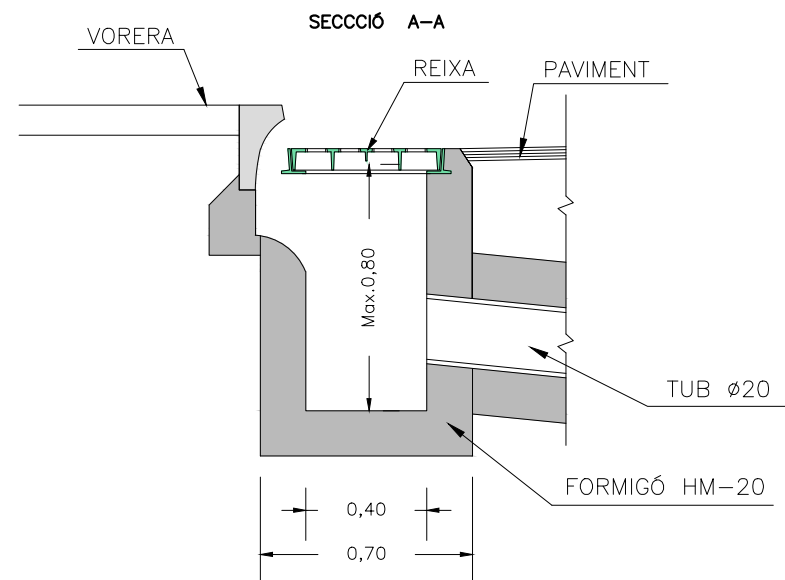 SECCCIÓ A-A
VORERA
REIXA
PAVIMENT
Max.0,80
TUB ø20
FORMIGÓ HM-20
0,40
0,70